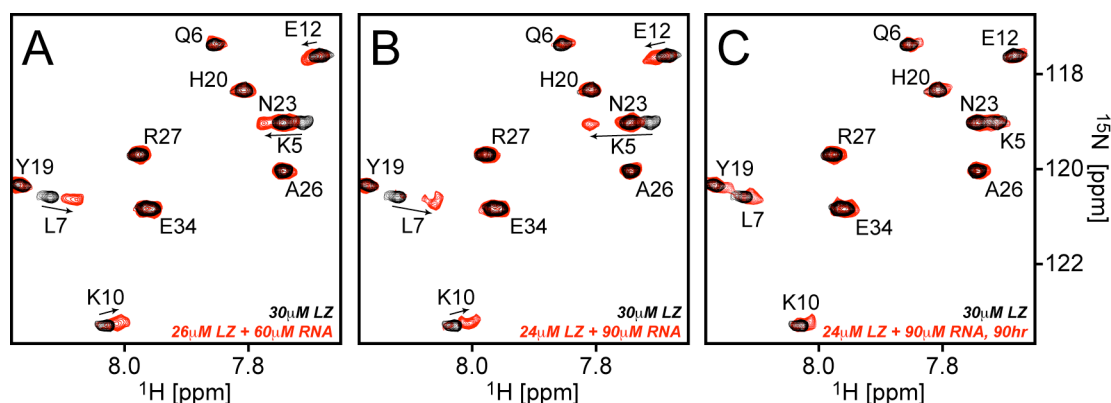 A
Q6
E12
H20
N23
K5
R27
Y19
A26
L7
E34
K10
30μM LZ
26μM LZ + 60μM RNA
8.0
7.8
¹H [ppm]
B
Q6
E12
H20
N23
K5
R27
Y19
A26
L7
E34
K10
30μM LZ
24μM LZ + 90μM RNA
8.0
7.8
¹H [ppm]
C
Q6
E12
H20
N23
K5
R27
Y19
A26
L7
E34
K10
30μM LZ
24μM LZ + 90μM RNA, 90hr
8.0
7.8
¹H [ppm]
118
120
122
¹⁵N [ppm]